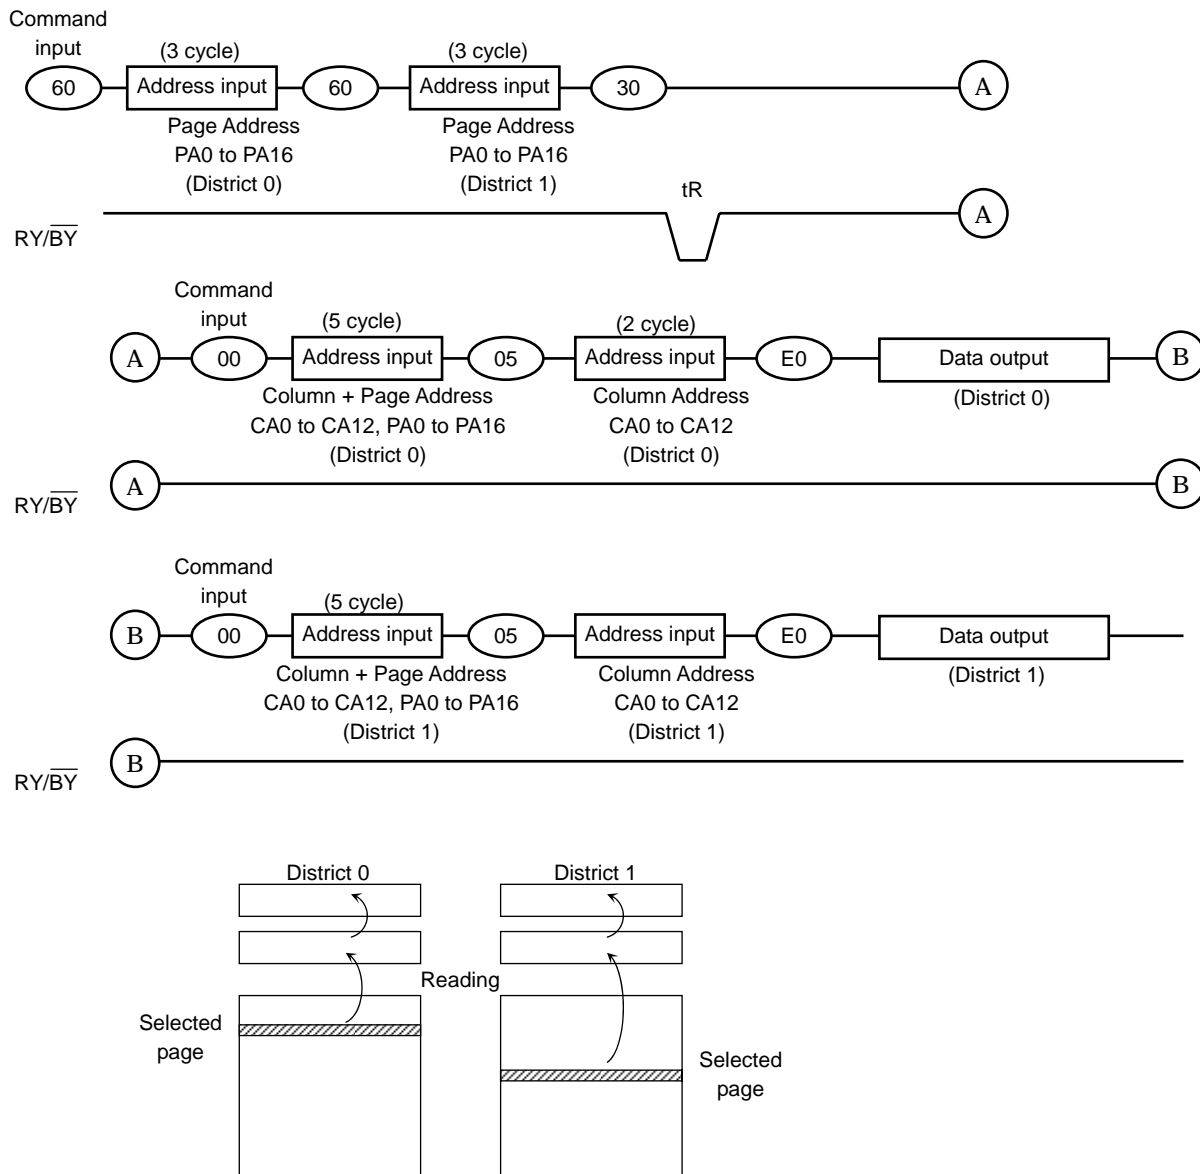 Command
input
(3 cycle)
(3 cycle)
60
Address input
60
Address input
30
A
Page Address
PA0 to PA16
(District 0)
Page Address
PA0 to PA16
(District 1)
tR
A
RY/B̅Y̅
Command
input
(5 cycle)
(2 cycle)
A
00
Address input
05
Address input
E0
Data output
B
Column + Page Address
CA0 to CA12, PA0 to PA16
(District 0)
Column Address
CA0 to CA12
(District 0)
(District 0)
A
B
RY/B̅Y̅
Command
input
(5 cycle)
B
00
Address input
05
Address input
E0
Data output
Column + Page Address
CA0 to CA12, PA0 to PA16
(District 1)
Column Address
CA0 to CA12
(District 1)
(District 1)
B
RY/B̅Y̅
District 0
District 1
Reading
Selected
page
Selected
page